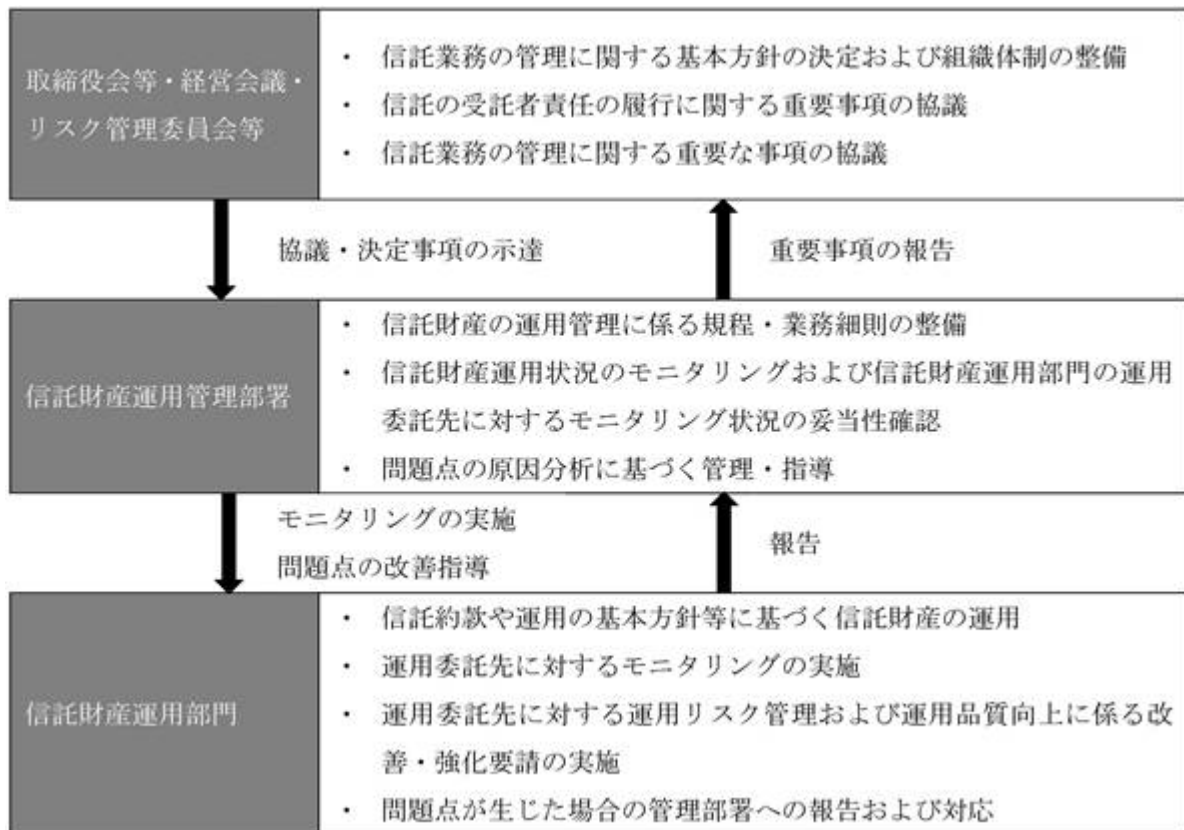 取締役会等・経営会議・
リスク管理委員会等
・ 信託業務の管理に関する基本方針の決定および組織体制の整備
・ 信託の受託者責任の履行に関する重要事項の協議
・ 信託業務の管理に関する重要な事項の協議
協議・決定事項の示達
重要事項の報告
信託財産運用管理部署
・ 信託財産の運用管理に係る規程・業務細則の整備
・ 信託財産運用状況のモニタリングおよび信託財産運用部門の運用
委託先に対するモニタリング状況の妥当性確認
・ 問題点の原因分析に基づく管理・指導
モニタリングの実施
問題点の改善指導
報告
信託財産運用部門
・ 信託約款や運用の基本方針等に基づく信託財産の運用
・ 運用委託先に対するモニタリングの実施
・ 運用委託先に対する運用リスク管理および運用品質向上に係る改
善・強化要請の実施
・ 問題点が生じた場合の管理部署への報告および対応